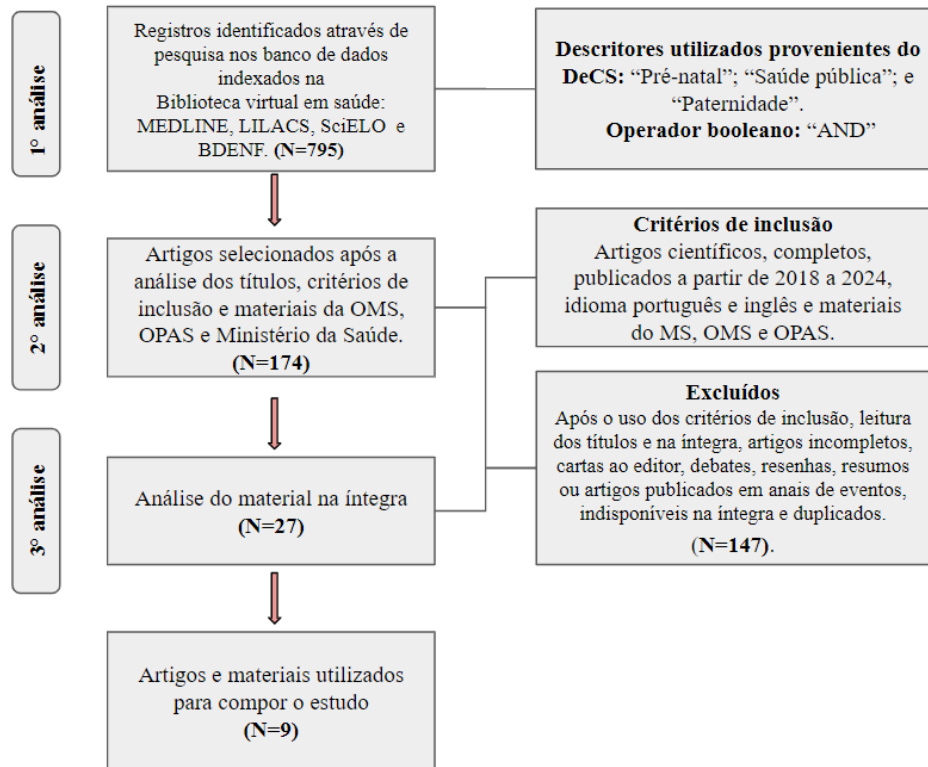 1° análise
Registros identificados através de
pesquisa nos banco de dados
indexados na
Biblioteca virtual em saúde:
MEDLINE, LILACS, SciELO e
BDENF. (N=795)
Descritores utilizados provenientes do
DeCS: “Pré-natal”; “Saúde pública”; e
“Paternidade”.
Operador booleano: “AND”
2° análise
Artigos selecionados após a
análise dos títulos, critérios de
inclusão e materiais da OMS,
OPAS e Ministério da Saúde.
(N=174)
Critérios de inclusão
Artigos científicos, completos,
publicados a partir de 2018 a 2024,
idioma português e inglês e materiais
do MS, OMS e OPAS.
Excluídos
Após o uso dos critérios de inclusão, leitura
dos títulos e na íntegra, artigos incompletos,
cartas ao editor, debates, resenhas, resumos
ou artigos publicados em anais de eventos,
indisponíveis na íntegra e duplicados.
(N=147).
3° análise
Análise do material na íntegra
(N=27)
Artigos e materiais utilizados
para compor o estudo
(N=9)